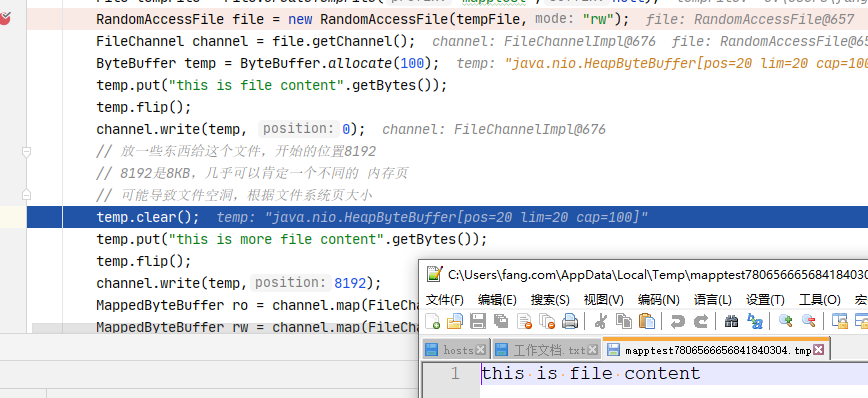 RandomAccessFile file = new RandomAccessFile(tempFile, mode: "rw"); file: RandomAccessFile@657
FileChannel channel = file.getChannel(); channel: FileChannelImpl@676 file: RandomAccessFile@65
ByteBuffer temp = ByteBuffer.allocate(100); temp: "java.nio.HeapByteBuffer[pos=20 lim=20 cap=100
temp.put("this is file content".getBytes());
temp.flip();
channel.write(temp, position: 0); channel: FileChannelImpl@676
// 放一些东西给这个文件，开始的位置8192
// 8192是8KB，几乎可以肯定一个不同的 内存页
// 可能导致文件空洞，根据文件系统页大小
temp.clear(); temp: "java.nio.HeapByteBuffer[pos=20 lim=20 cap=100]"
temp.put("this is more file content".getBytes());
temp.flip();
channel.write(temp, position: 8192);
MappedByteBuffer ro = channel.map(FileCha
MappedByteBuffer rw = channel.map(FileCha
C:\Users\fang.com\AppData\Local\Temp\mapptest780656665684184030
文件(F) 编辑(E) 搜索(S) 视图(V) 编码(N) 语言(L) 设置(T) 工具(O) 宏
hosts 工作文档.txt mapptest7806566656841840304.tmp
1 this is file content